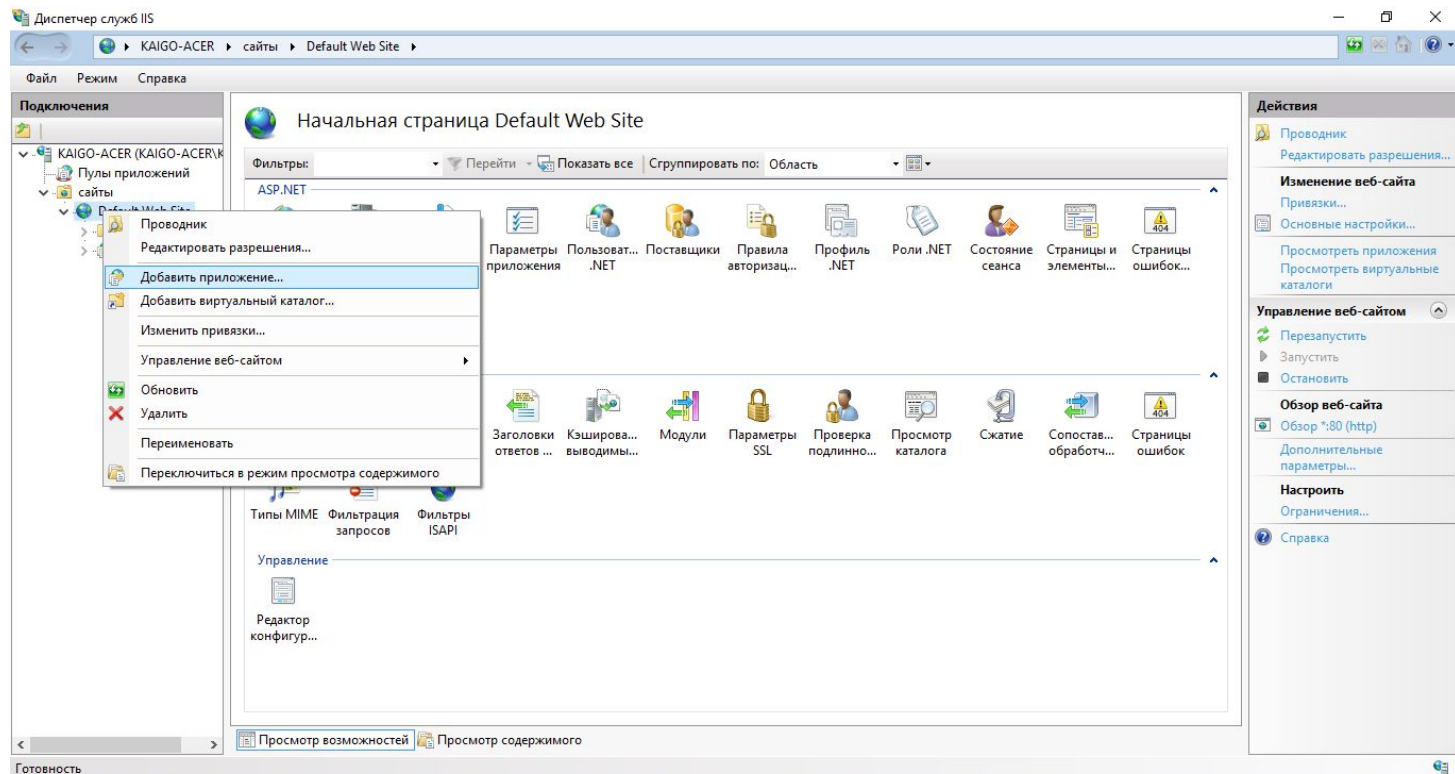 Диспетчер служб IIS
KAIGO-ACER
сайты
Default Web Site
Файл Режим Справка
Подключения
KAIGO-ACER (KAIGO-ACER\K
Пулы приложений
сайты
Default Web Site
Проводник
Редактировать разрешения...
Добавить приложение...
Добавить виртуальный каталог...
Изменить привязки...
Управление веб-сайтом
Обновить
Удалить
Переименовать
Переключиться в режим просмотра содержимого
Начальная страница Default Web Site
Фильтры: Перейти Показать все Сгруппировать по: Область
ASP.NET
Параметры приложения
Пользоват... .NET
Поставщики
Правила авторизац...
Профиль .NET
Роли .NET
Состояние сеанса
Страницы и элементы...
Страницы ошибок...
Заголовки ответов ...
Кэширова... выводимы...
Модули
Параметры SSL
Проверка подлинно...
Просмотр каталога
Сжатие
Сопостав... обработч...
Страницы ошибок
Типы MIME
Фильтрация запросов
Фильтры ISAPI
Управление
Редактор конфигур...
Просмотр возможностей Просмотр содержимого
Действия
Проводник
Редактировать разрешения...
Изменение веб-сайта
Привязки...
Основные настройки...
Просмотреть приложения
Просмотреть виртуальные
каталоги
Управление веб-сайтом
Перезапустить
Запустить
Остановить
Обзор веб-сайта
Обзор *:80 (http)
Дополнительные
параметры...
Настроить
Ограничения...
Справка
Готовность